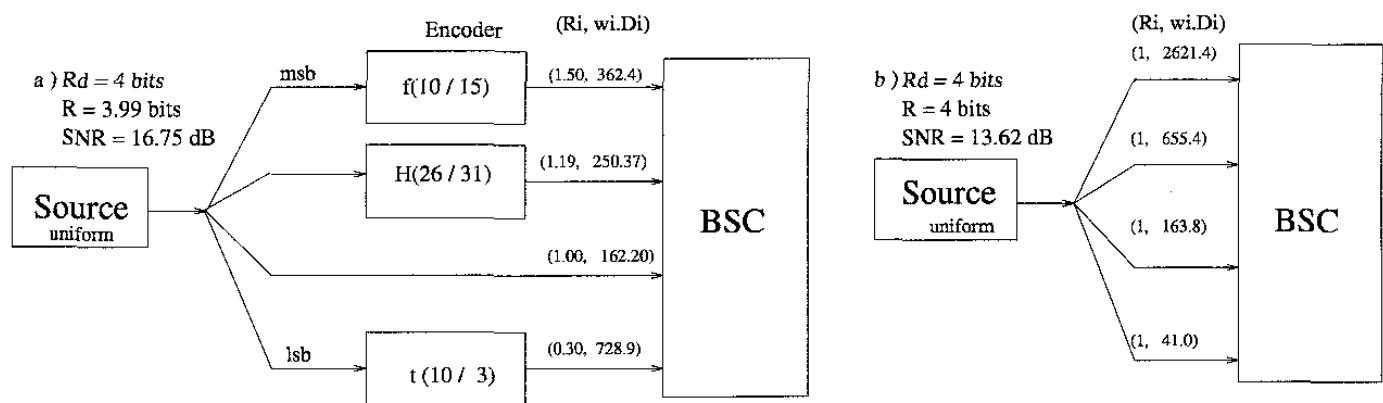 Encoder
(Ri, wi.Di)
a ) Rd = 4 bits
R = 3.99 bits
SNR = 16.75 dB
Source
uniform
msb
f(10 / 15)
(1.50, 362.4)
H(26 / 31)
(1.19, 250.37)
(1.00, 162.20)
lsb
t (10 / 3)
(0.30, 728.9)
BSC
(Ri, wi.Di)
b ) Rd = 4 bits
R = 4 bits
SNR = 13.62 dB
Source
uniform
(1, 2621.4)
(1, 655.4)
(1, 163.8)
(1, 41.0)
BSC